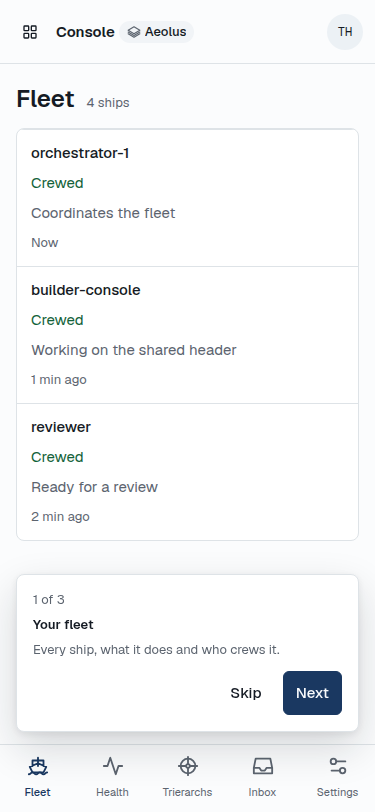 Console Aeolus TH
Fleet 4 ships
orchestrator-1
Crewed
Coordinates the fleet
Now
builder-console
Crewed
Working on the shared header
1 min ago
reviewer
Crewed
Ready for a review
2 min ago
1 of 3
Your fleet
Every ship, what it does and who crews it.
Skip Next
Fleet Health Trierarchs Inbox Settings